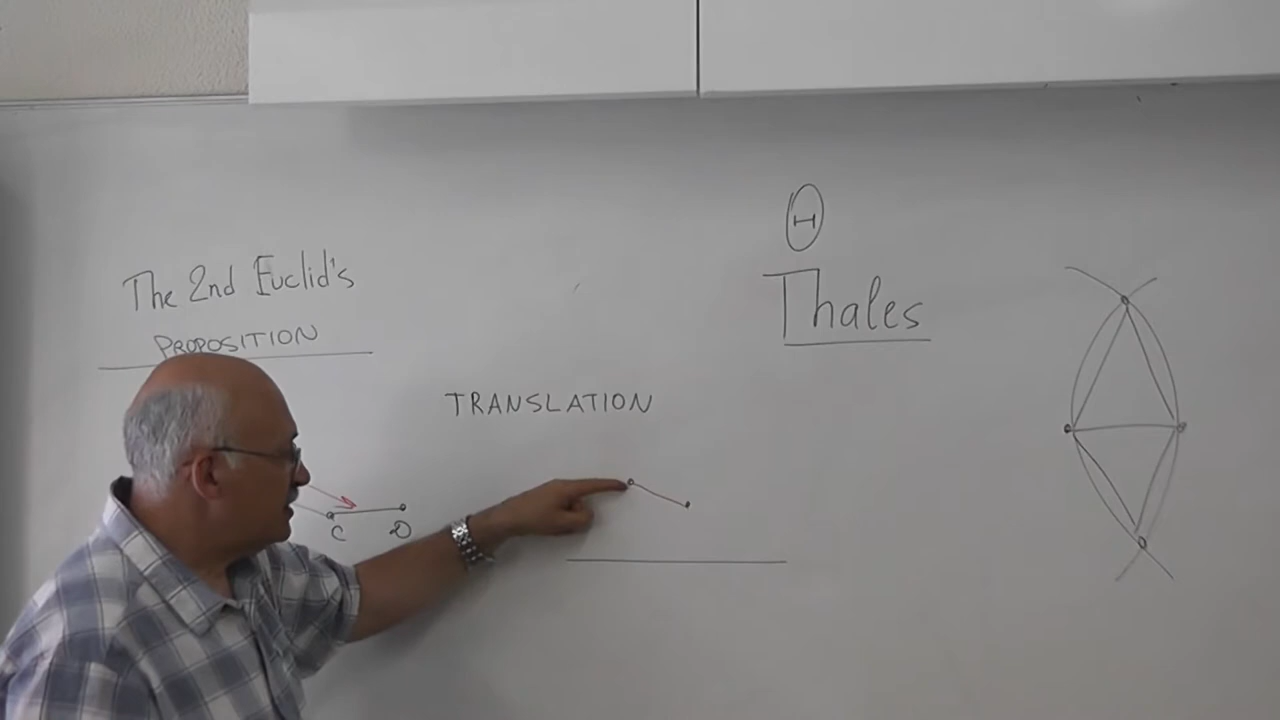 The 2nd Euclid's
PROPOSITION
TRANSLATION
C D
Θ
Thales